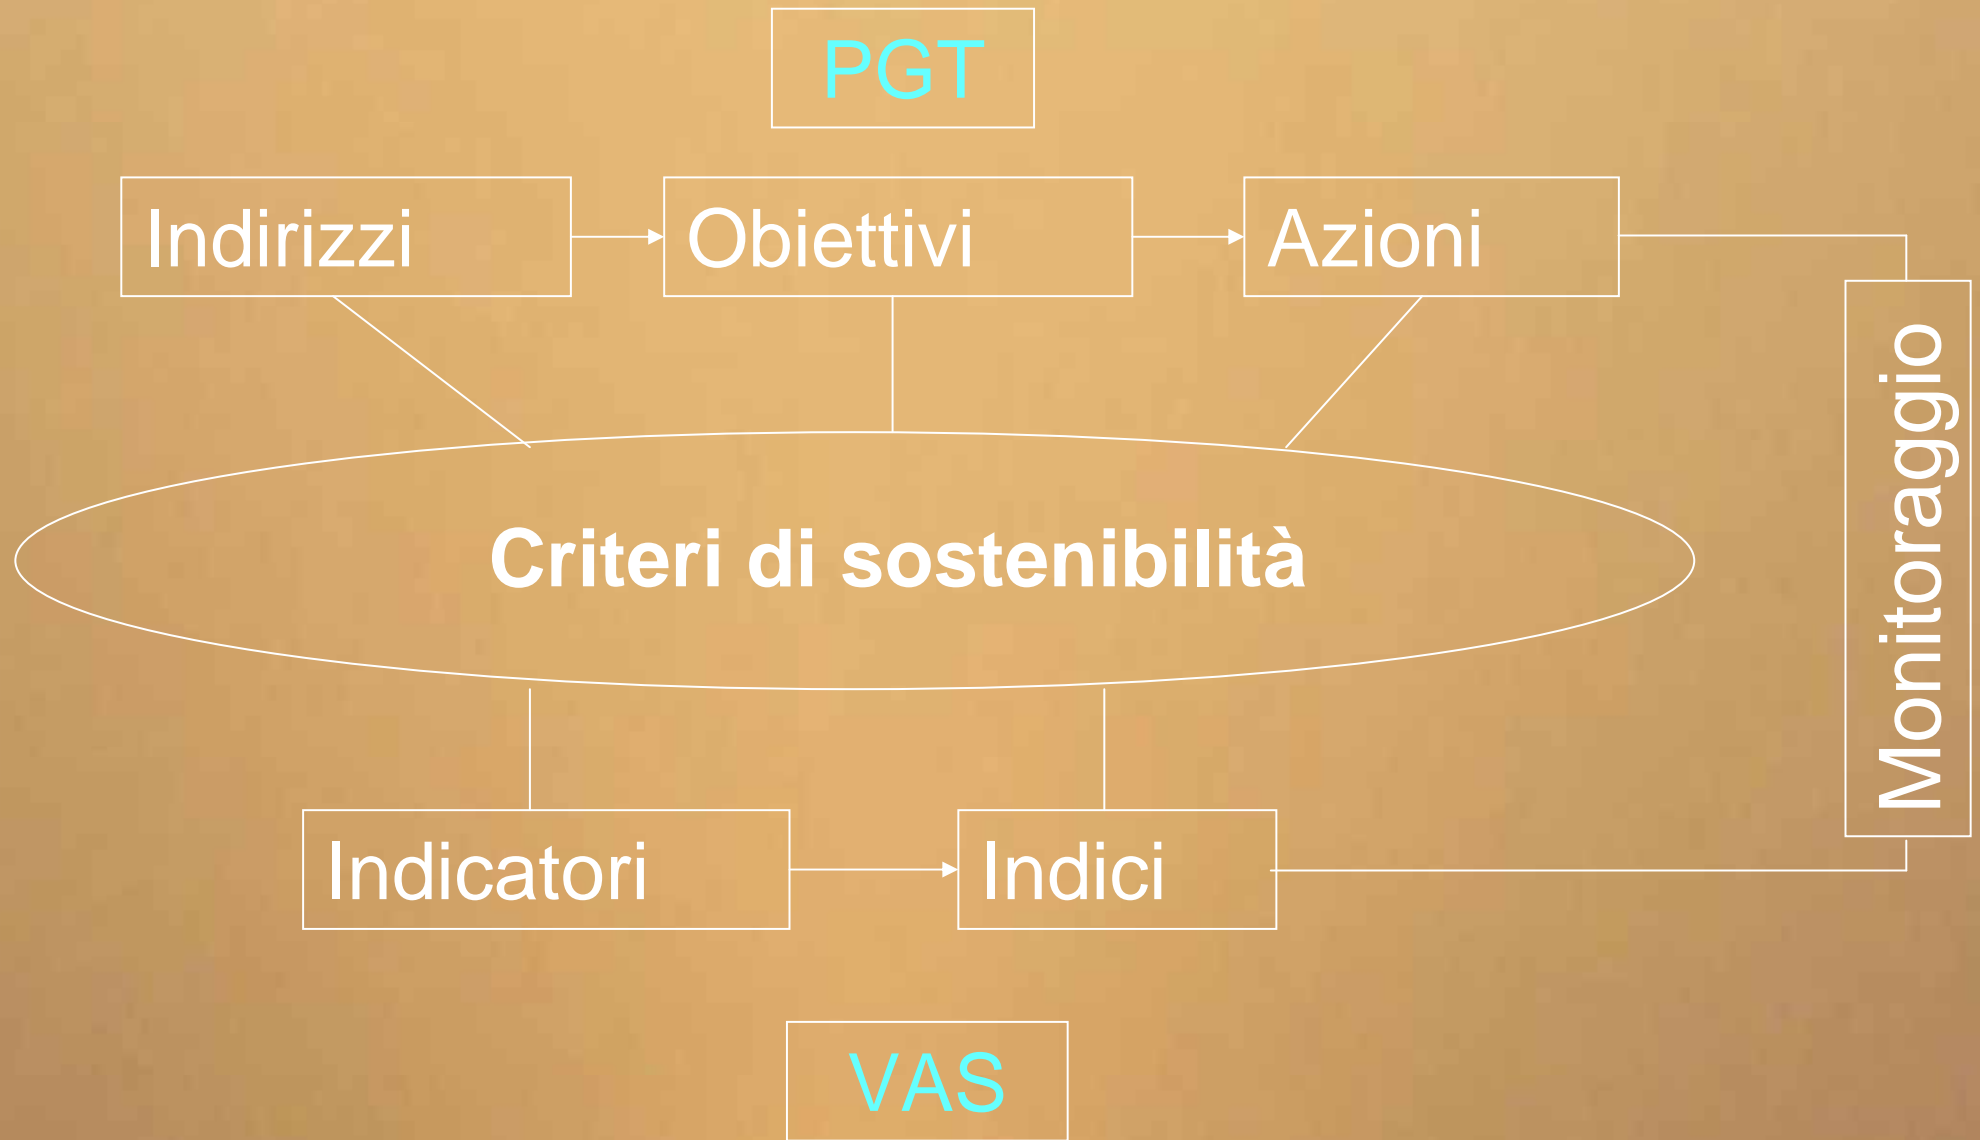 PGT
Indirizzi
Obiettivi
Azioni
Monitoraggio
Criteri di sostenibilità
Indicatori
Indici
VAS